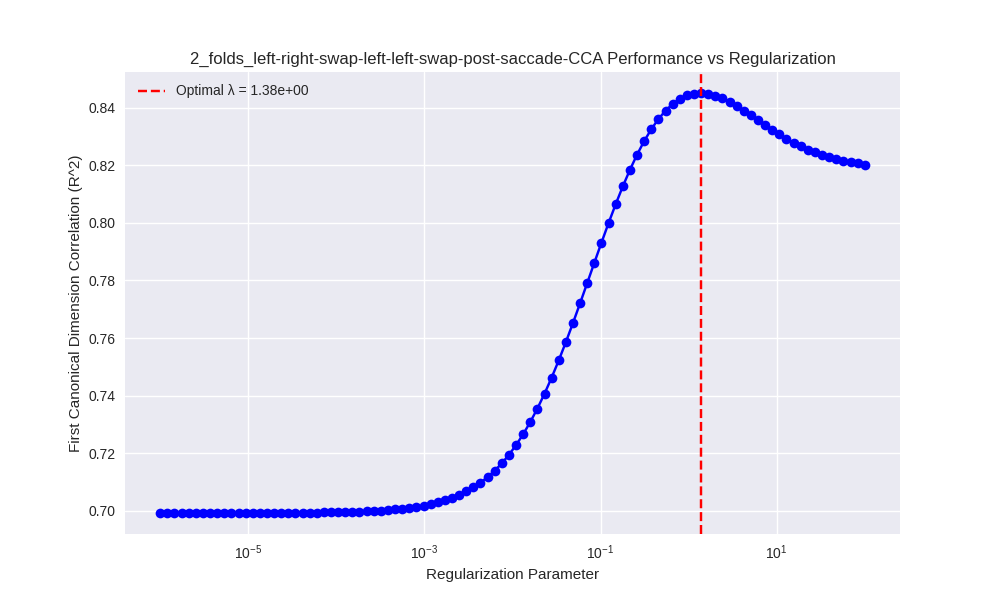 2_folds_left-right-swap-left-left-swap-post-saccade-CCA Performance vs Regularization
Optimal λ = 1.38e+00
First Canonical Dimension Correlation (R^2)
0.84
0.82
0.80
0.78
0.76
0.74
0.72
0.70
10⁻⁵ 10⁻³ 10⁻¹ 10¹
Regularization Parameter